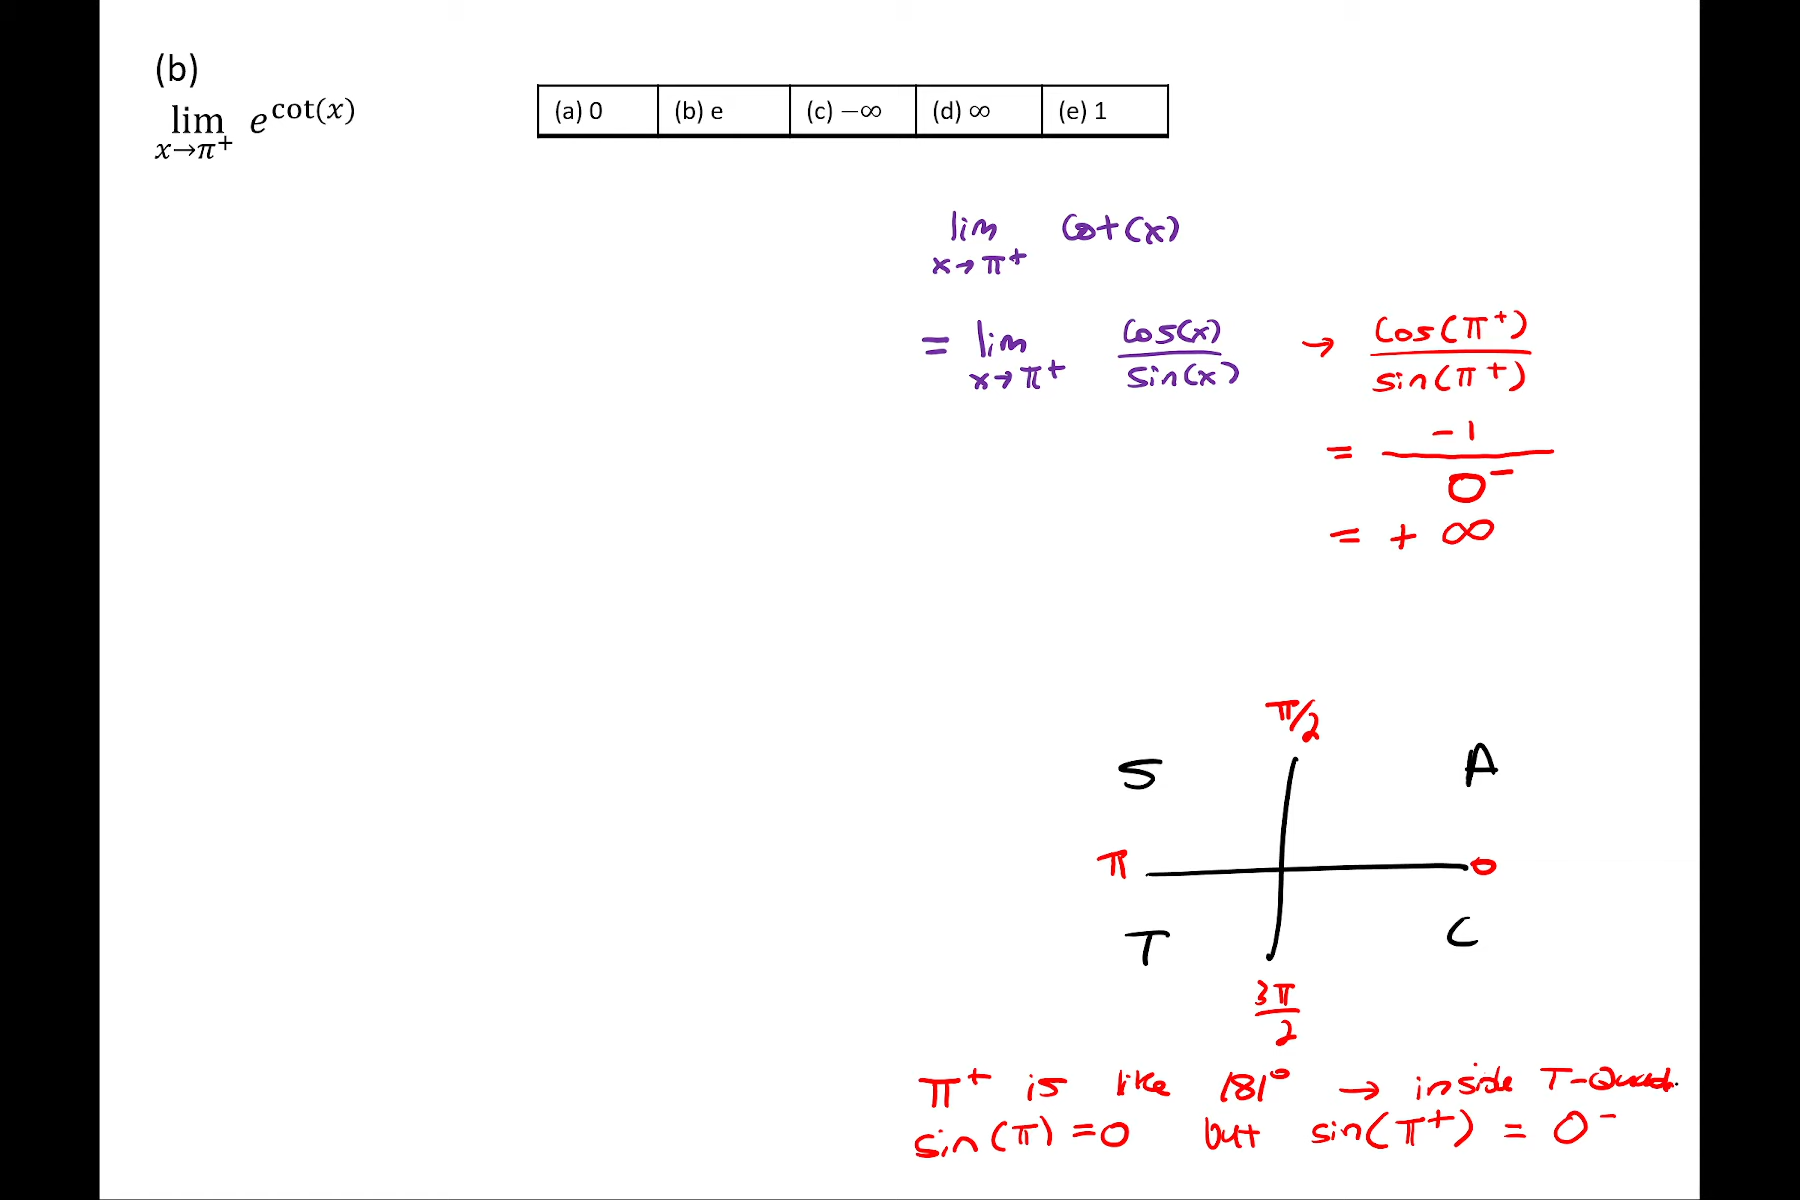 (b)
lim x→π⁺ e^cot(x)
(a) 0 (b) e (c) −∞ (d) ∞ (e) 1
lim x→π⁺ cot(x)
= lim x→π⁺ cos(x)/sin(x) → cos(π⁺)/sin(π⁺)
= -1/0⁻
= + ∞
π/2
S A
π 0
T C
3π/2
π⁺ is like 181° → inside T-Quad.
sin(π) = 0 but sin(π⁺) = 0⁻